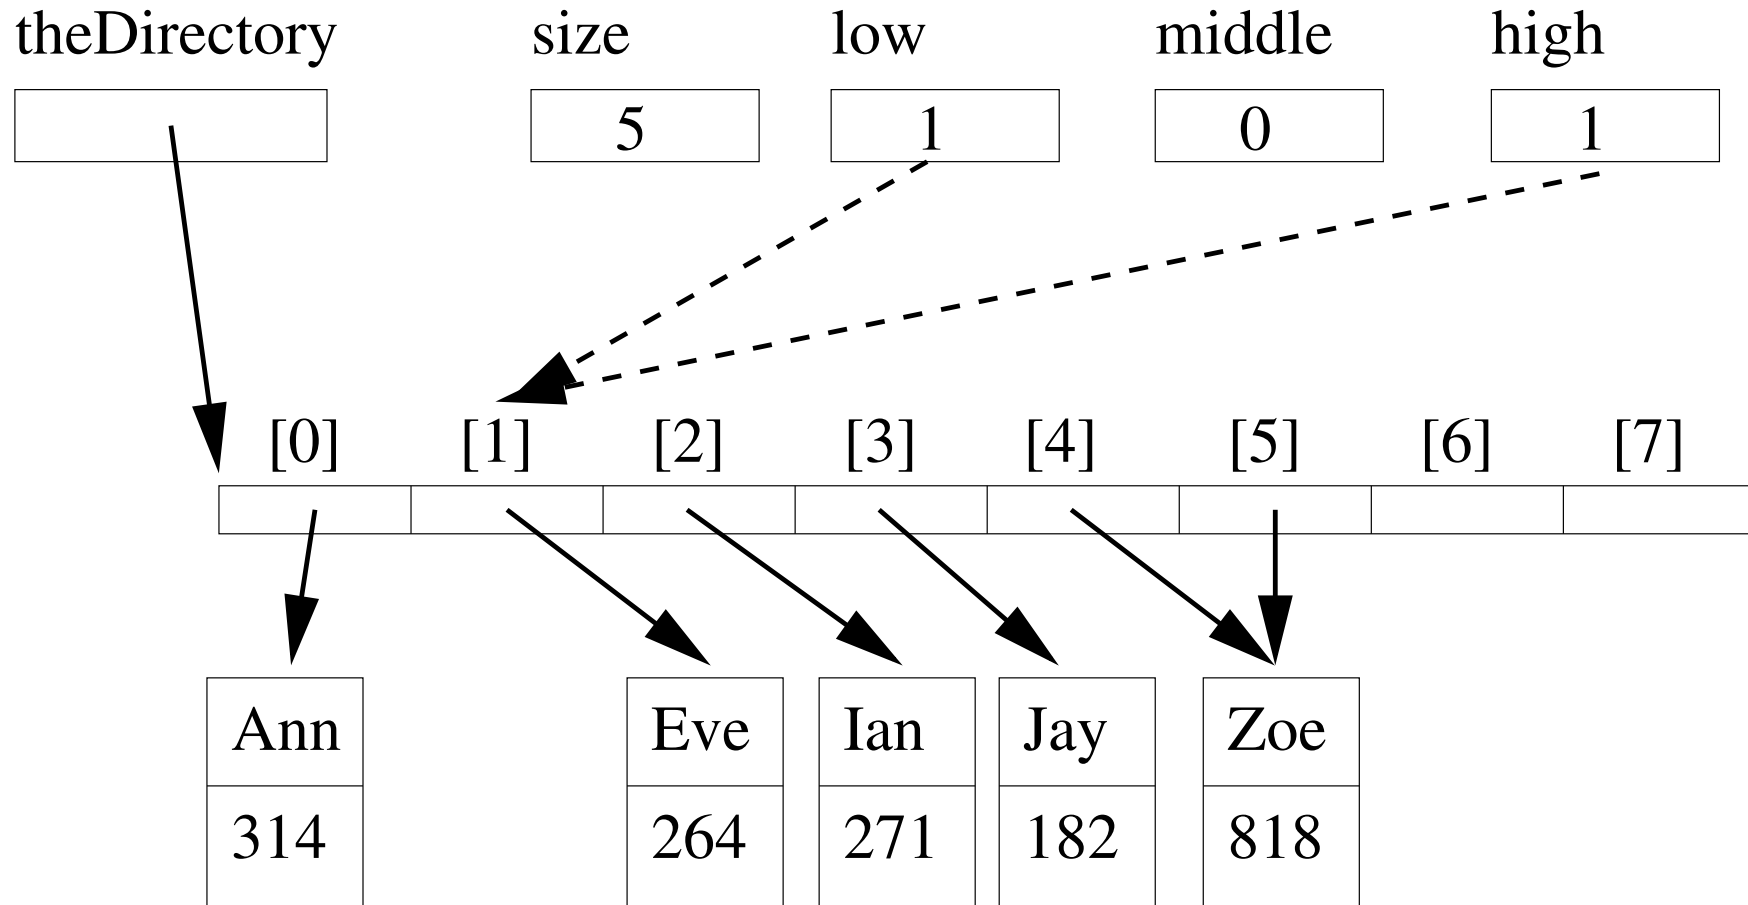 theDirectory size low middle high
5 1 0 1
[0] [1] [2] [3] [4] [5] [6] [7]
Ann Eve Ian Jay Zoe
314 264 271 182 818